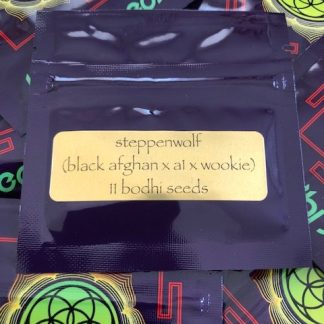 steppenwolf
(black afghan x a1 x wookie)
11 bodhi seeds